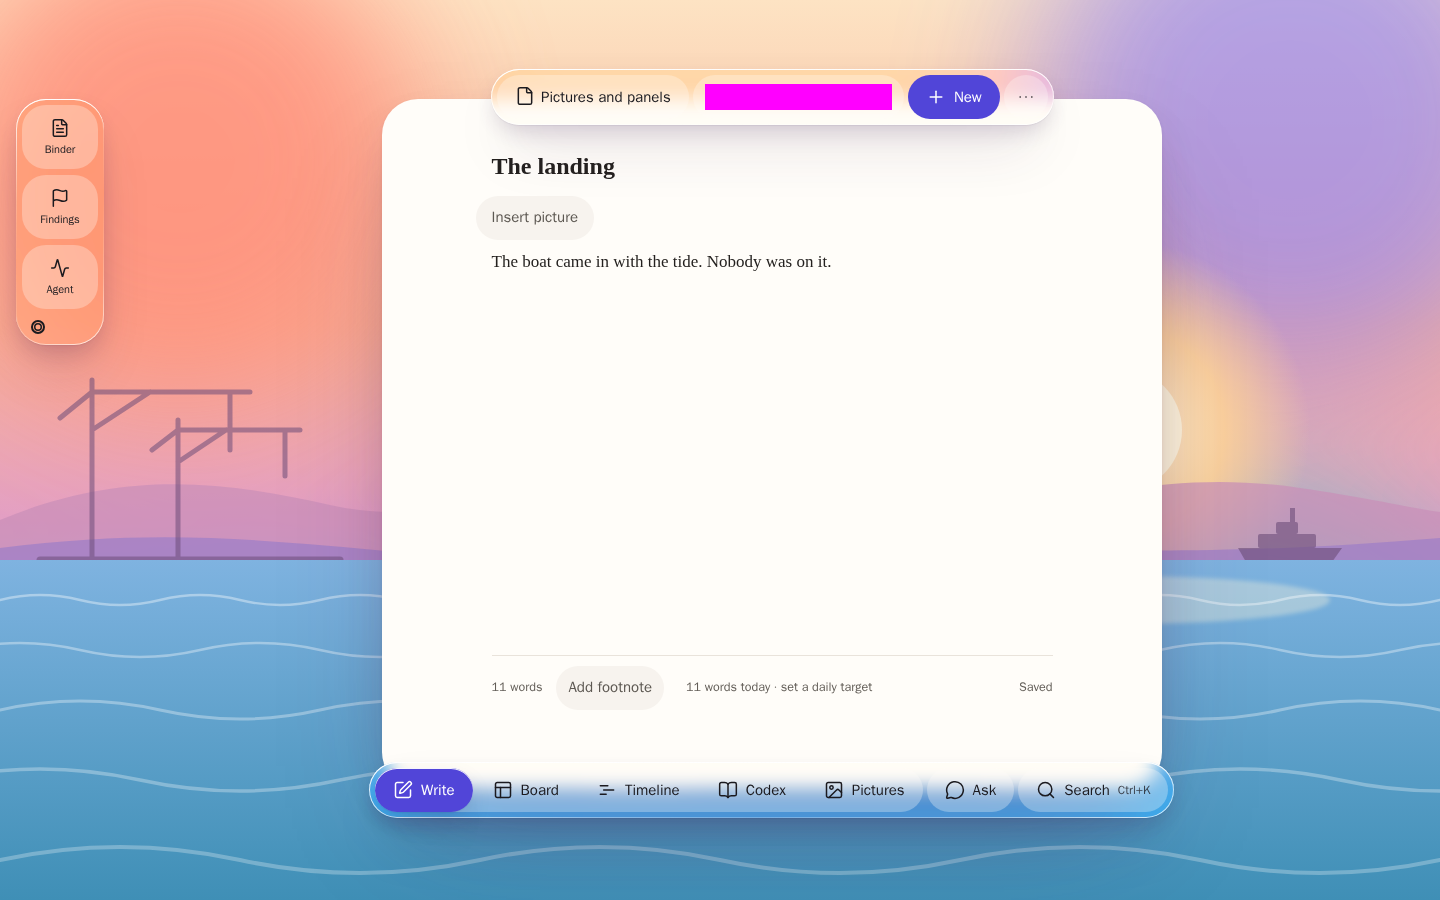 Pictures and panels
New
...
Binder
Findings
Agent
The landing
Insert picture
The boat came in with the tide. Nobody was on it.
11 words
Add footnote
11 words today · set a daily target
Saved
Write
Board
Timeline
Codex
Pictures
Ask
Search Ctrl+K